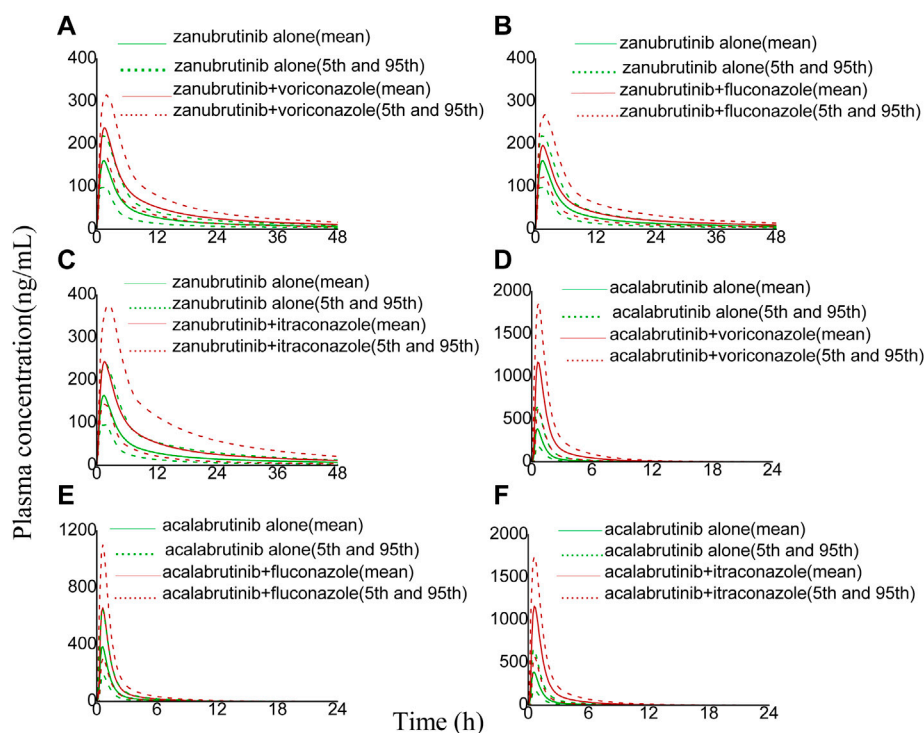 A
zanubrutinib alone(mean)
zanubrutinib alone(5th and 95th)
zanubrutinib+voriconazole(mean)
zanubrutinib+voriconazole(5th and 95th)
400
300
200
100
0
0 12 24 36 48
B
zanubrutinib alone(mean)
zanubrutinib alone(5th and 95th)
zanubrutinib+fluconazole(mean)
zanubrutinib+fluconazole(5th and 95th)
400
300
200
100
0
0 12 24 36 48
C
zanubrutinib alone(mean)
zanubrutinib alone(5th and 95th)
zanubrutinib+itraconazole(mean)
zanubrutinib+itraconazole(5th and 95th)
400
300
200
100
0
0 12 24 36 48
D
acalabrutinib alone(mean)
acalabrutinib alone(5th and 95th)
acalabrutinib+voriconazole(mean)
acalabrutinib+voriconazole(5th and 95th)
2000
1500
1000
500
0
0 6 12 18 24
E
acalabrutinib alone(mean)
acalabrutinib alone(5th and 95th)
acalabrutinib+fluconazole(mean)
acalabrutinib+fluconazole(5th and 95th)
1200
800
400
0
0 6 12 18 24
F
acalabrutinib alone(mean)
acalabrutinib alone(5th and 95th)
acalabrutinib+itraconazole(mean)
acalabrutinib+itraconazole(5th and 95th)
2000
1500
1000
500
0
0 6 12 18 24
Plasma concentration(ng/mL)
Time (h)